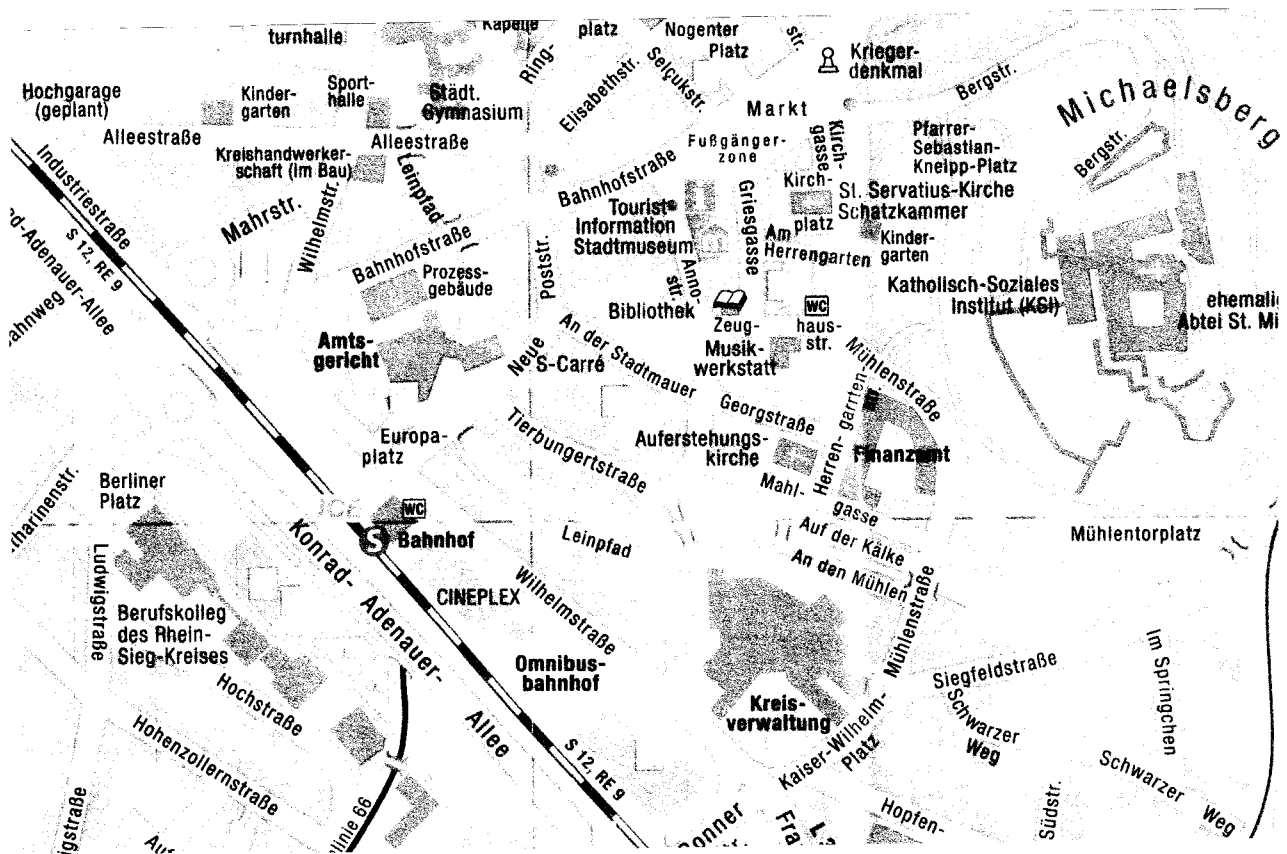 turnhalle
Kapelle
Ring-
platz
Nogenter
Platz
str.
Krieger-
denkmal
Selçukstr.
Elisabethstr.
Bergstr.
Michaelsberg
Hochgarage
(geplant)
Kinder-
garten
Sport-
halle
Städt.
Gymnasium
Markt
Alleestraße
Alleestraße
Fußgänger-
zone
Kirch-
gasse
Pfarrer-
Sebastian-
Kneipp-Platz
Bergstr.
Industriestraße
S 12, RE 9
Kreishandwerker-
schaft (im Bau)
Leinpfad
Bahnhofstraße
Mahrstr.
Wilhelmstr.
Kirch-
platz
St. Servatius-Kirche
Schatzkammer
Tourist-
Information
Stadtmuseum
Griesgasse
Am
Herrengarten
Kinder-
garten
Bahnhofstraße
Prozess-
gebäude
Poststr.
Neue
Anno-
str.
Katholisch-Soziales
Institut (KSI)
ehemalig
Abtei St. Mi
d-Adenauer-Allee
ahnweg
Bibliothek
Zeug-
WC
haus-
str.
Amts-
gericht
S-Carré
An der Stadtmauer
Musik-
werkstatt
Mühlenstraße
Herren-
garten
Georgstraße
Europa-
platz
Tierbungertstraße
Auferstehungs-
kirche
Finanzamt
Mahl-
gasse
tharinenstr.
Berliner
Platz
WC
S
Bahnhof
Leinpfad
Auf der Kälke
An den Mühlen
Mühlentorplatz
Konrad-
Adenauer-
Allee
Ludwigstraße
CINEPLEX
Wilhelmstraße
Mühlenstraße
Berufskolleg
des Rhein-
Sieg-Kreises
Omnibus-
bahnhof
Siegfeldstraße
Im Springchen
Hochstraße
Kreis-
verwaltung
Schwarzer
Weg
Hohenzollernstraße
S 12, RE 9
Kaiser-Wilhelm-
Platz
Schwarzer
Weg
linie 66
igstraße
Auf
onner
Fra
Hopfen-
Südstr.